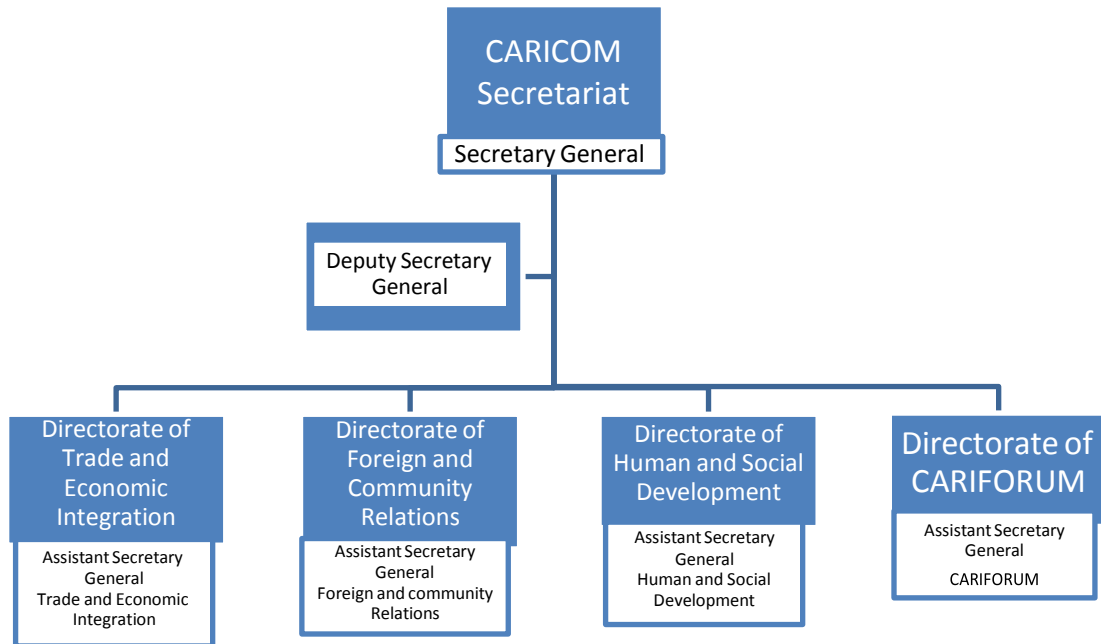 CARICOM
Secretariat
Secretary General
Deputy Secretary
General
Directorate of
Trade and
Economic
Integration
Assistant Secretary
General
Trade and Economic
Integration
Directorate of
Foreign and
Community
Relations
Assistant Secretary
General
Foreign and community
Relations
Directorate of
Human and Social
Development
Assistant Secretary
General
Human and Social
Development
Directorate of
CARIFORUM
Assistant Secretary
General
CARIFORUM